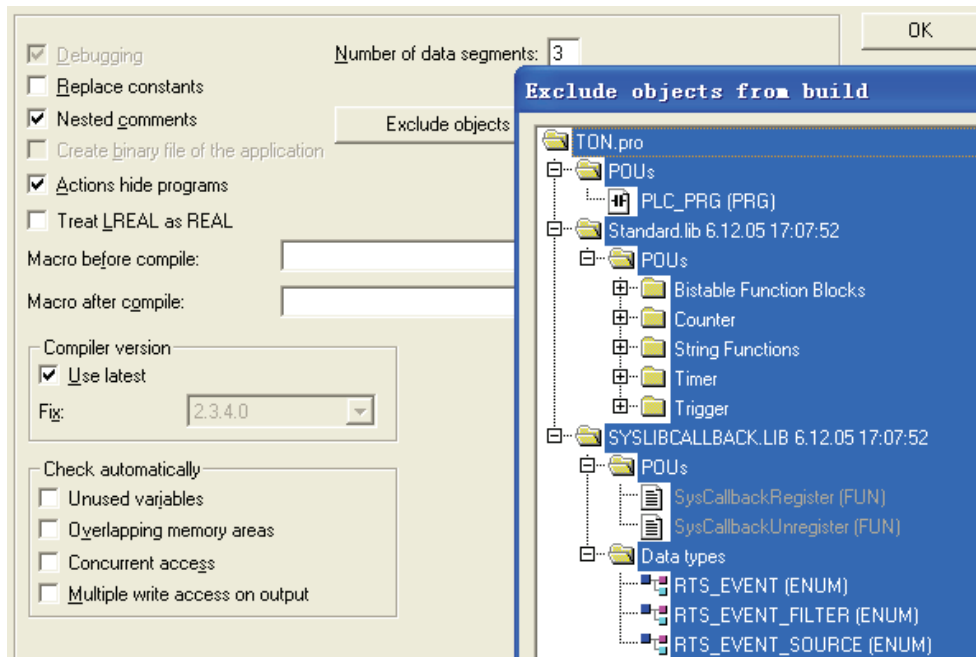 OK
Debugging
Number of data segments: 3
Replace constants
Nested comments
Exclude objects
Create binary file of the application
Actions hide programs
Treat LREAL as REAL
Macro before compile:
Macro after compile:
Compiler version
Use latest
Fix: 2.3.4.0
Check automatically
Unused variables
Overlapping memory areas
Concurrent access
Multiple write access on output
Exclude objects from build
TON.pro
POUs
PLC_PRG (PRG)
Standard.lib 6.12.05 17:07:52
POUs
Bistable Function Blocks
Counter
String Functions
Timer
Trigger
SYSLIBCALLBACK.LIB 6.12.05 17:07:52
POUs
SysCallbackRegister (FUN)
SysCallbackUnregister (FUN)
Data types
RTS_EVENT (ENUM)
RTS_EVENT_FILTER (ENUM)
RTS_EVENT_SOURCE (ENUM)